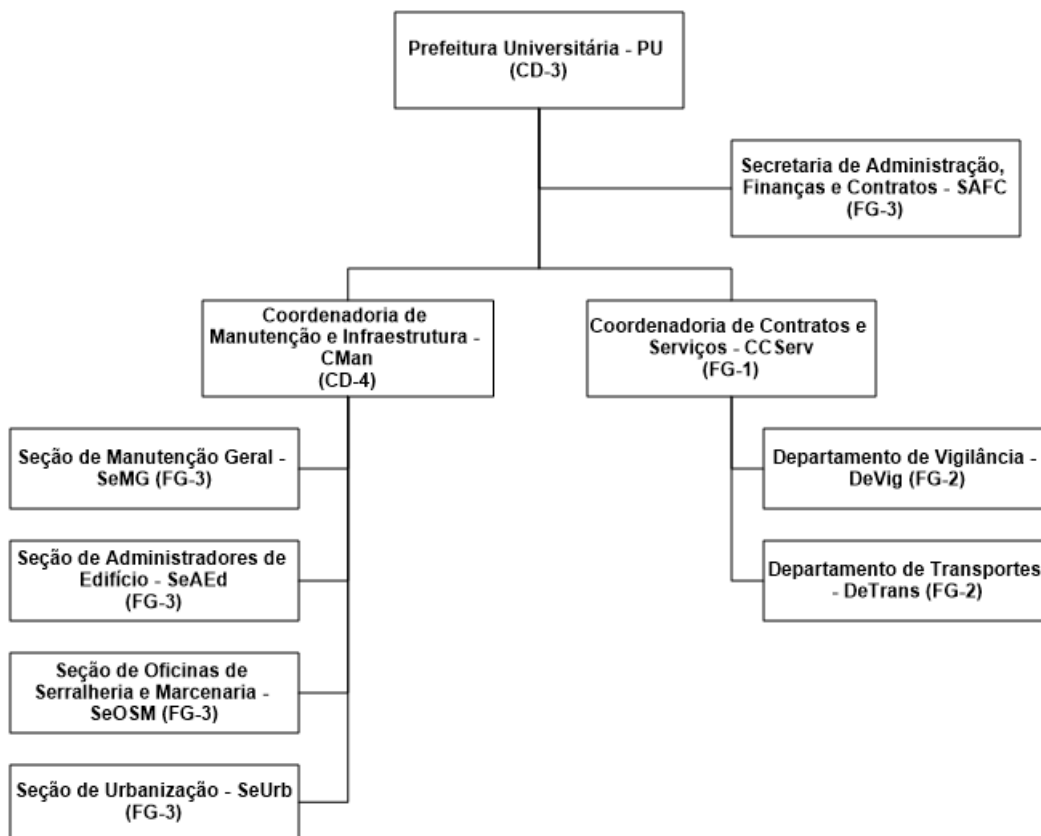 Prefeitura Universitária - PU
(CD-3)
Secretaria de Administração,
Finanças e Contratos - SAFC
(FG-3)
Coordenadoria de
Manutenção e Infraestrutura -
CMan
(CD-4)
Coordenadoria de Contratos e
Serviços - CCServ
(FG-1)
Seção de Manutenção Geral -
SeMG (FG-3)
Seção de Administradores de
Edifício - SeAEd
(FG-3)
Seção de Oficinas de
Serralheria e Marcenaria -
SeOSM (FG-3)
Seção de Urbanização - SeUrb
(FG-3)
Departamento de Vigilância -
DeVig (FG-2)
Departamento de Transportes
- DeTrans (FG-2)